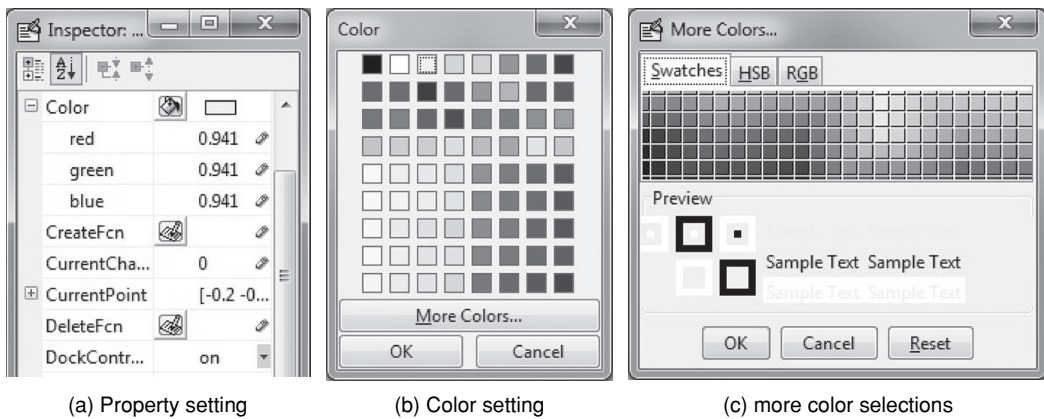 Inspector: ...
Color
red 0.941
green 0.941
blue 0.941
CreateFcn
CurrentCha... 0
CurrentPoint [-0.2 -0...
DeleteFcn
DockContr... on
(a) Property setting
Color
More Colors...
OK Cancel
(b) Color setting
More Colors...
Swatches HSB RGB
Preview
Sample Text Sample Text
Sample Text Sample Text
OK Cancel Reset
(c) more color selections